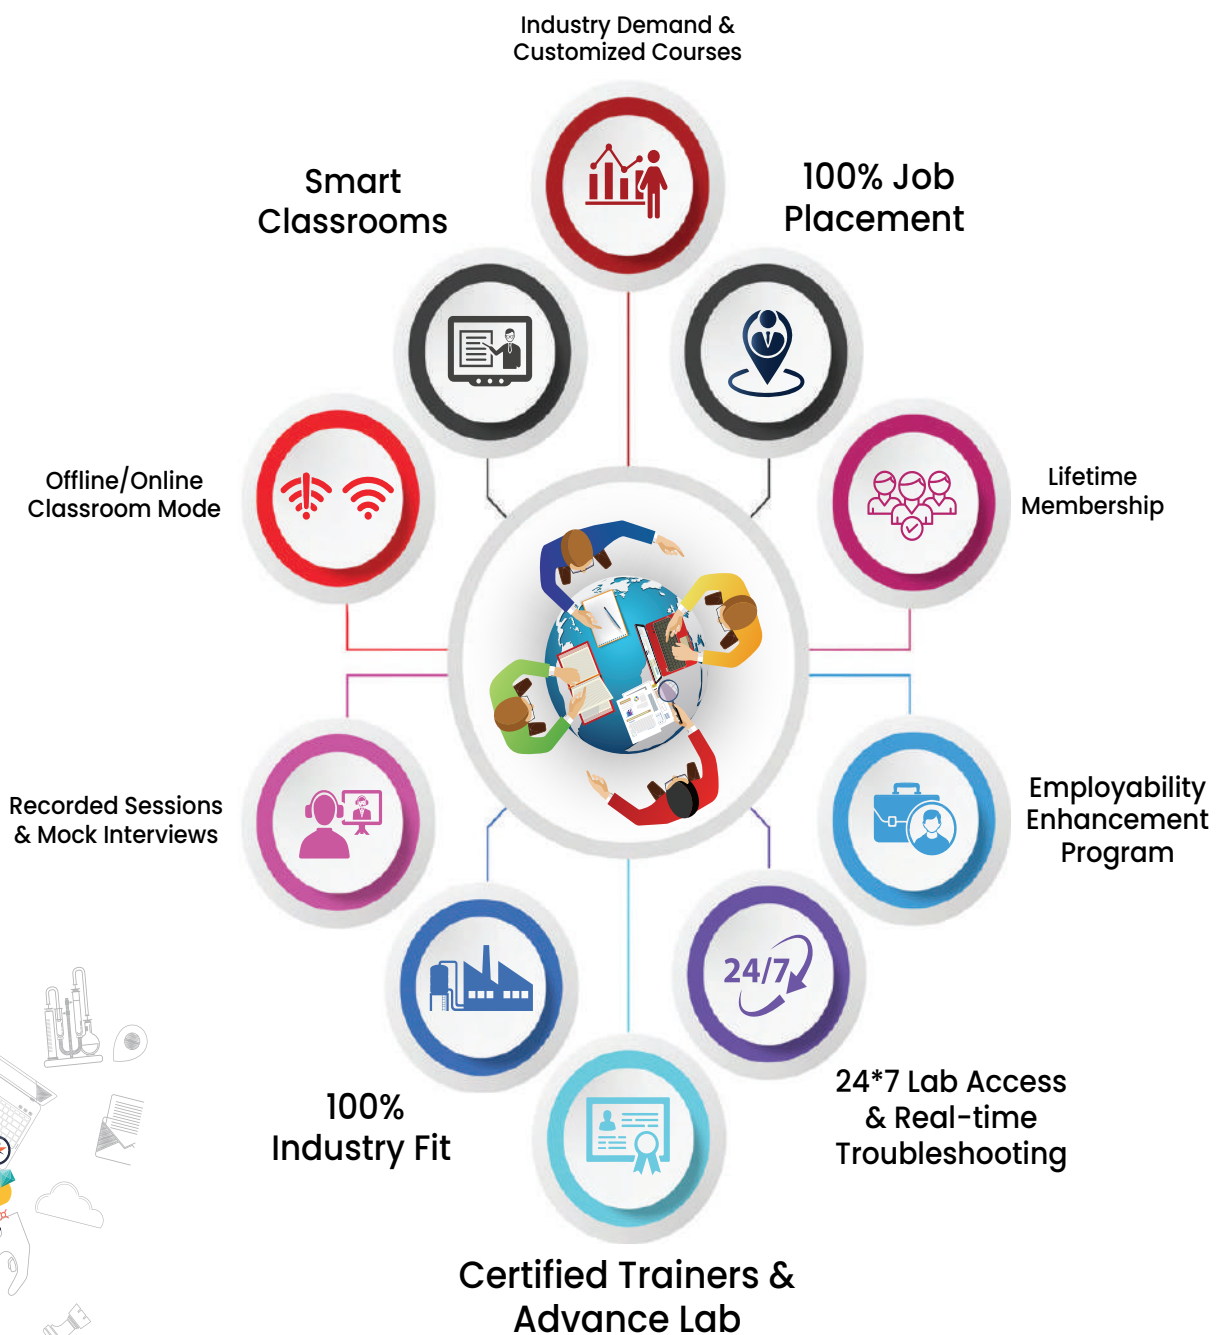 Industry Demand &
Customized Courses
Smart
Classrooms
100% Job
Placement
Offline/Online
Classroom Mode
Lifetime
Membership
Recorded Sessions
& Mock Interviews
Employability
Enhancement
Program
24/7
100%
Industry Fit
24*7 Lab Access
& Real-time
Troubleshooting
Certified Trainers &
Advance Lab